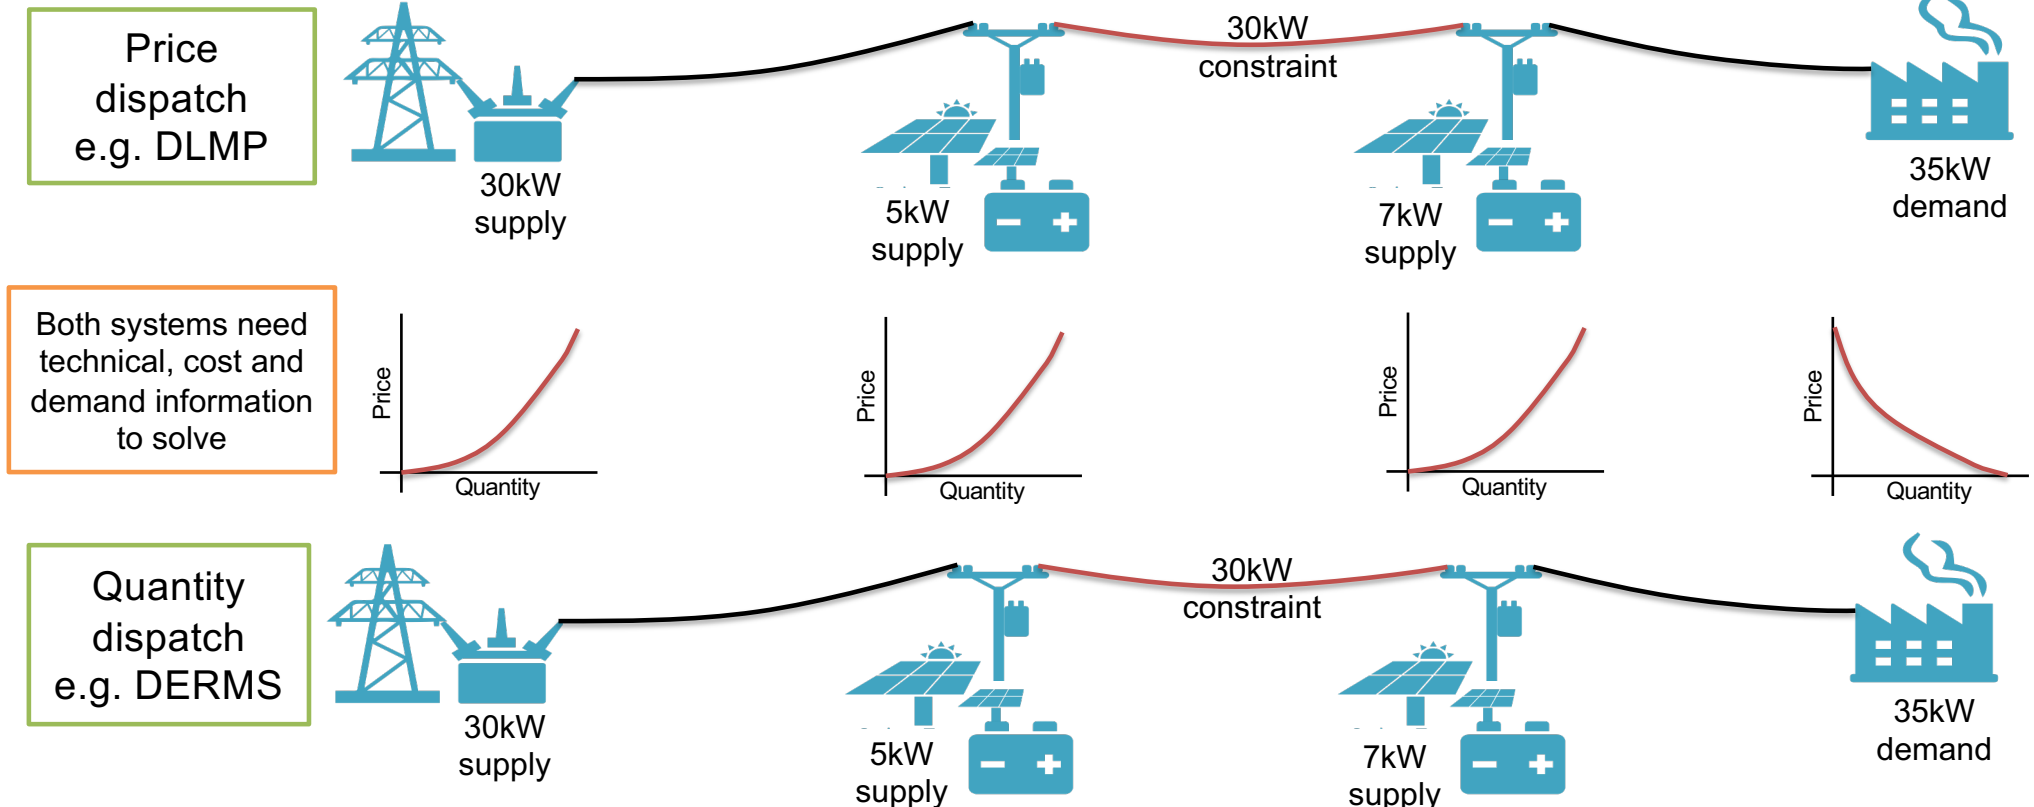 Price
dispatch
e.g. DLMP
30kW
supply
5kW
supply
30kW
constraint
7kW
supply
35kW
demand
Both systems need
technical, cost and
demand information
to solve
Price
Quantity
Price
Quantity
Price
Quantity
Price
Quantity
Quantity
dispatch
e.g. DERMS
30kW
supply
5kW
supply
30kW
constraint
7kW
supply
35kW
demand